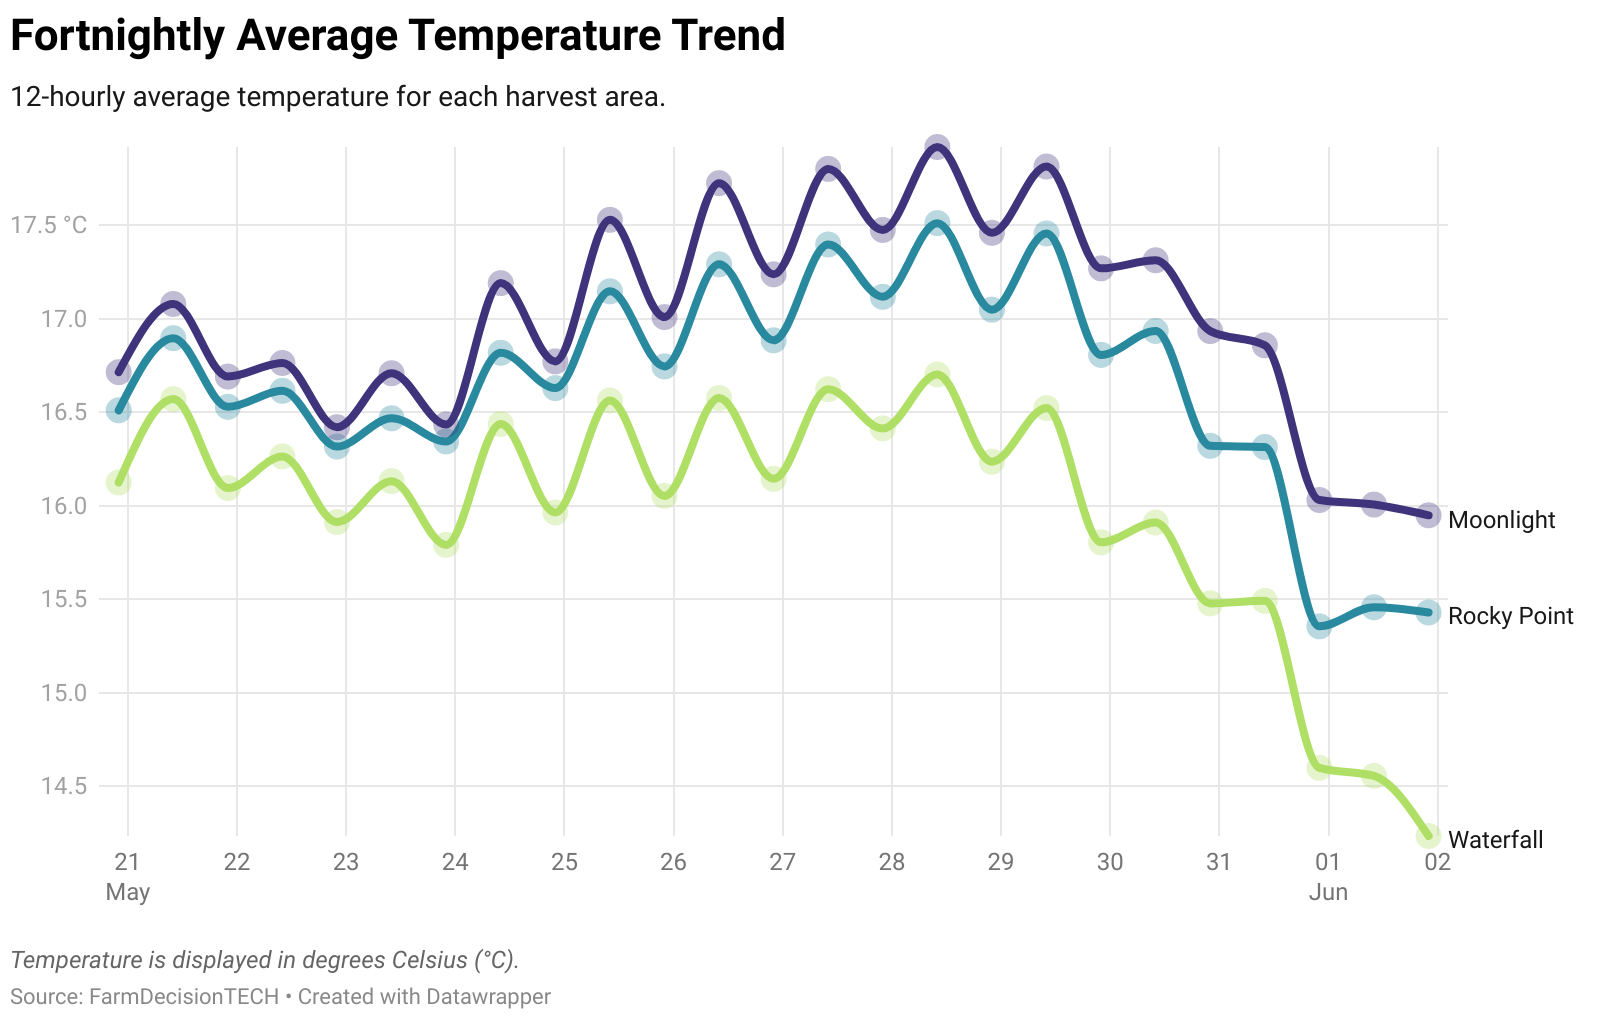 Fortnightly Average Temperature Trend
12-hourly average temperature for each harvest area.
17.5 °C
17.0
16.5
16.0
15.5
15.0
14.5
Moonlight
Rocky Point
Waterfall
21 22 23 24 25 26 27 28 29 30 31 01 02
May Jun
Temperature is displayed in degrees Celsius (°C).
Source: FarmDecisionTECH • Created with Datawrapper